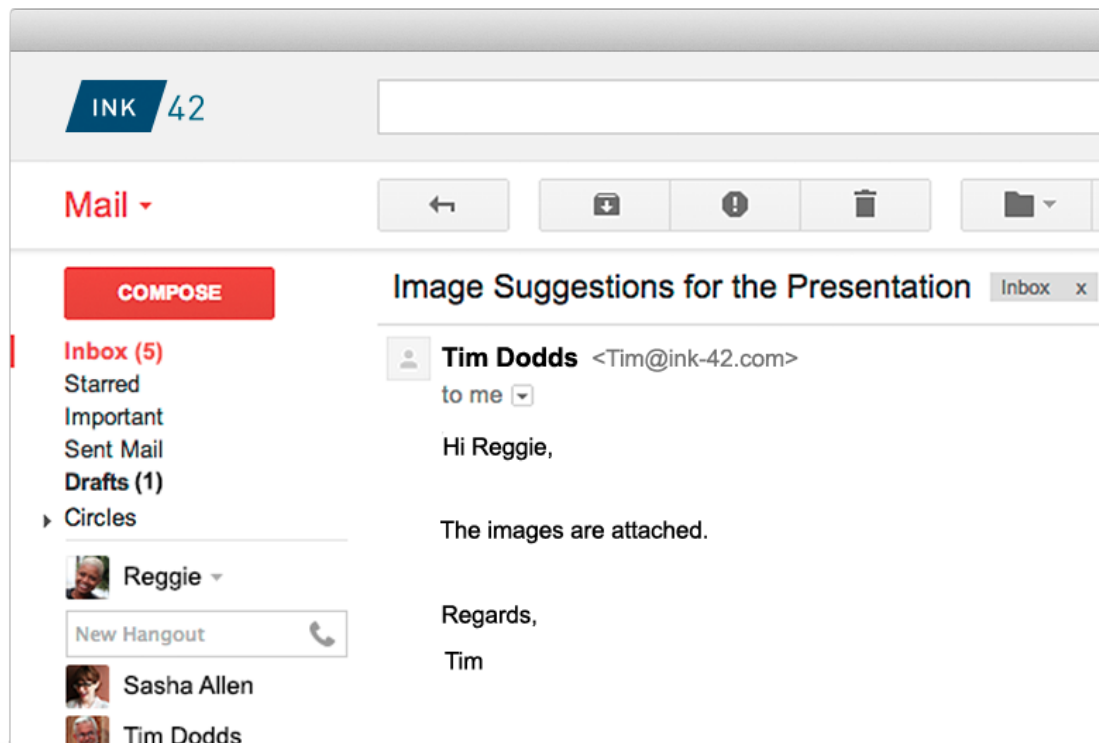 INK 42
Mail
COMPOSE
Image Suggestions for the Presentation Inbox x
Inbox (5)
Starred
Important
Sent Mail
Drafts (1)
Circles
Reggie
New Hangout
Sasha Allen
Tim Dodds
Tim Dodds <Tim@ink-42.com>
to me
Hi Reggie,
The images are attached.
Regards,
Tim